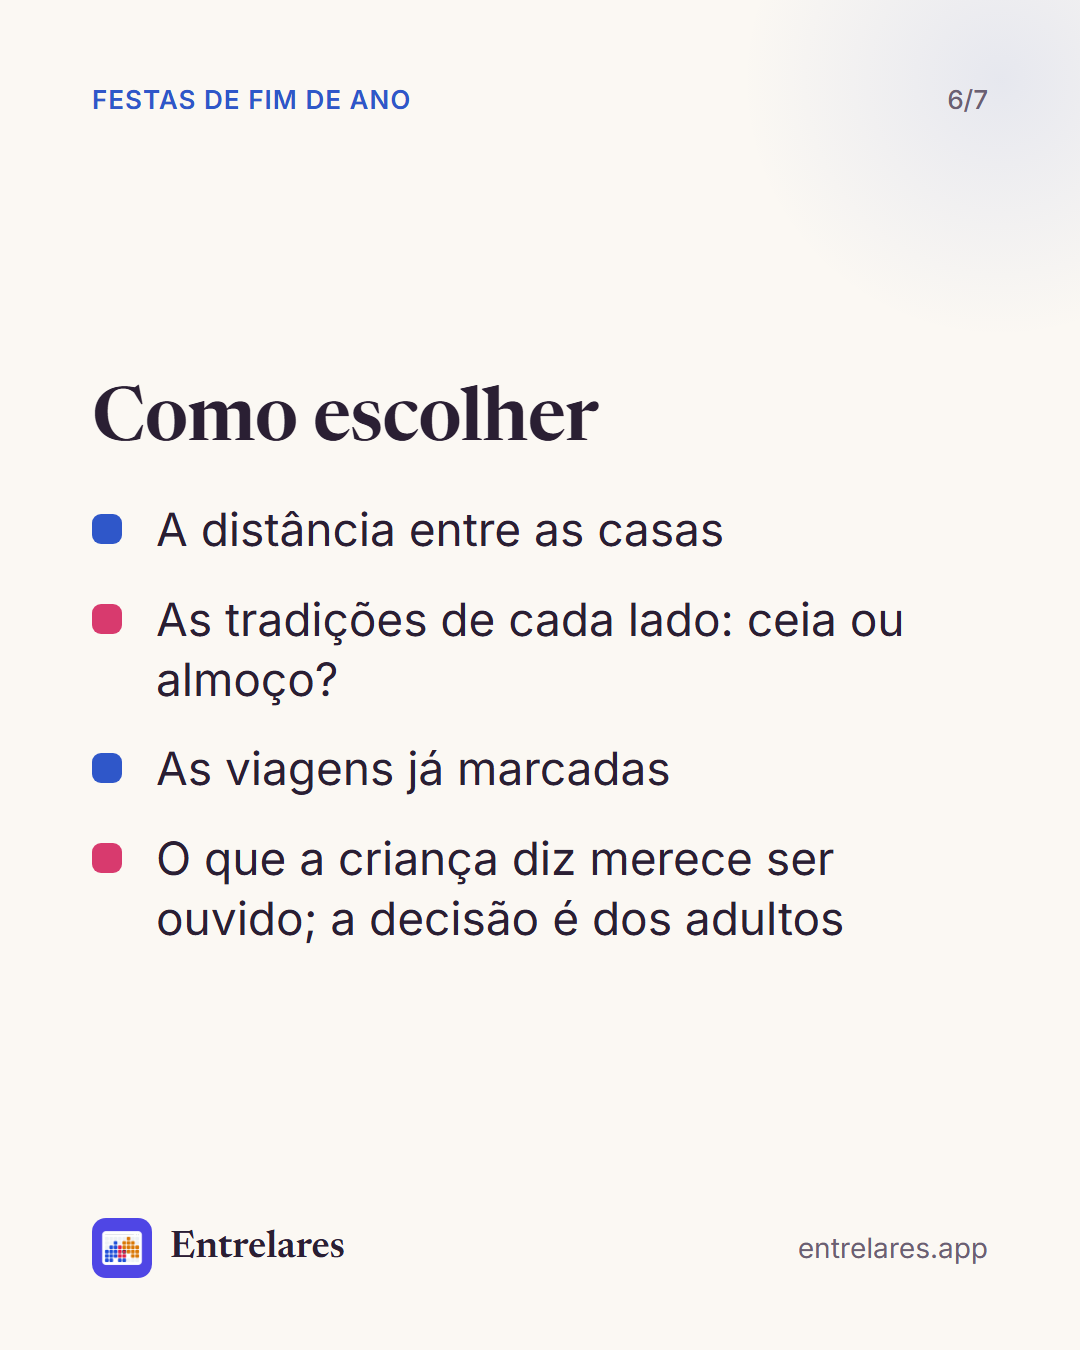 FESTAS DE FIM DE ANO
6/7
Como escolher
A distância entre as casas
As tradições de cada lado: ceia ou
almoço?
As viagens já marcadas
O que a criança diz merece ser
ouvido; a decisão é dos adultos
Entrelares
entrelares.app